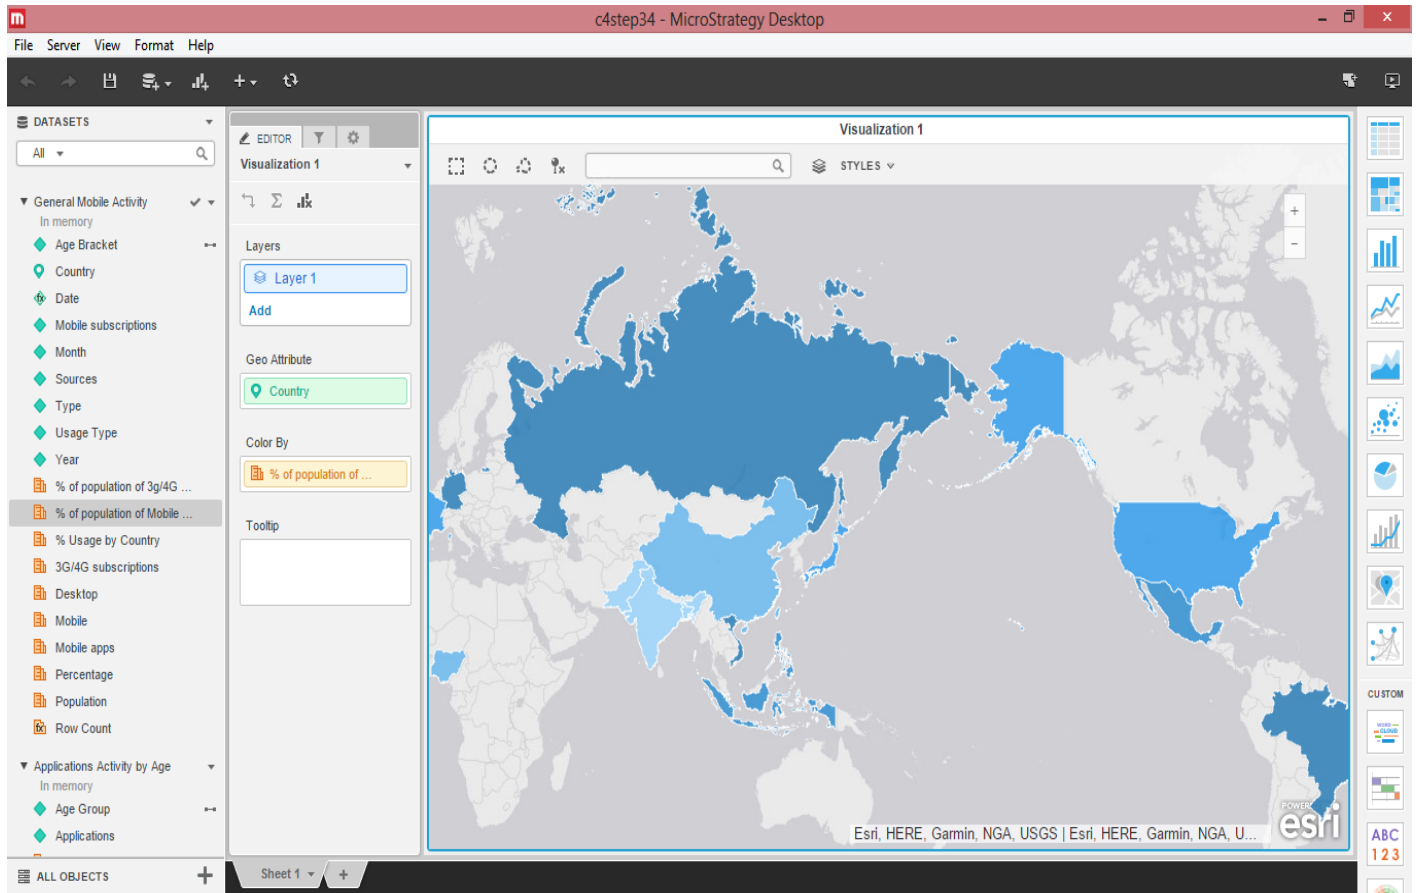 m
c4step34 - MicroStrategy Desktop
File Server View Format Help
DATASETS
All
General Mobile Activity
In memory
Age Bracket
Country
Date
Mobile subscriptions
Month
Sources
Type
Usage Type
Year
% of population of 3g/4G ...
% of population of Mobile ...
% Usage by Country
3G/4G subscriptions
Desktop
Mobile
Mobile apps
Percentage
Population
fx Row Count
Applications Activity by Age
In memory
Age Group
Applications
ALL OBJECTS
EDITOR
Visualization 1
Layers
Layer 1
Add
Geo Attribute
Country
Color By
% of population of ...
Tooltip
Visualization 1
STYLES
+
-
Esri, HERE, Garmin, NGA, USGS | Esri, HERE, Garmin, NGA, U...
POWERED
esri
CUSTOM
WORD
CLOUD
ABC
123
Sheet 1
+